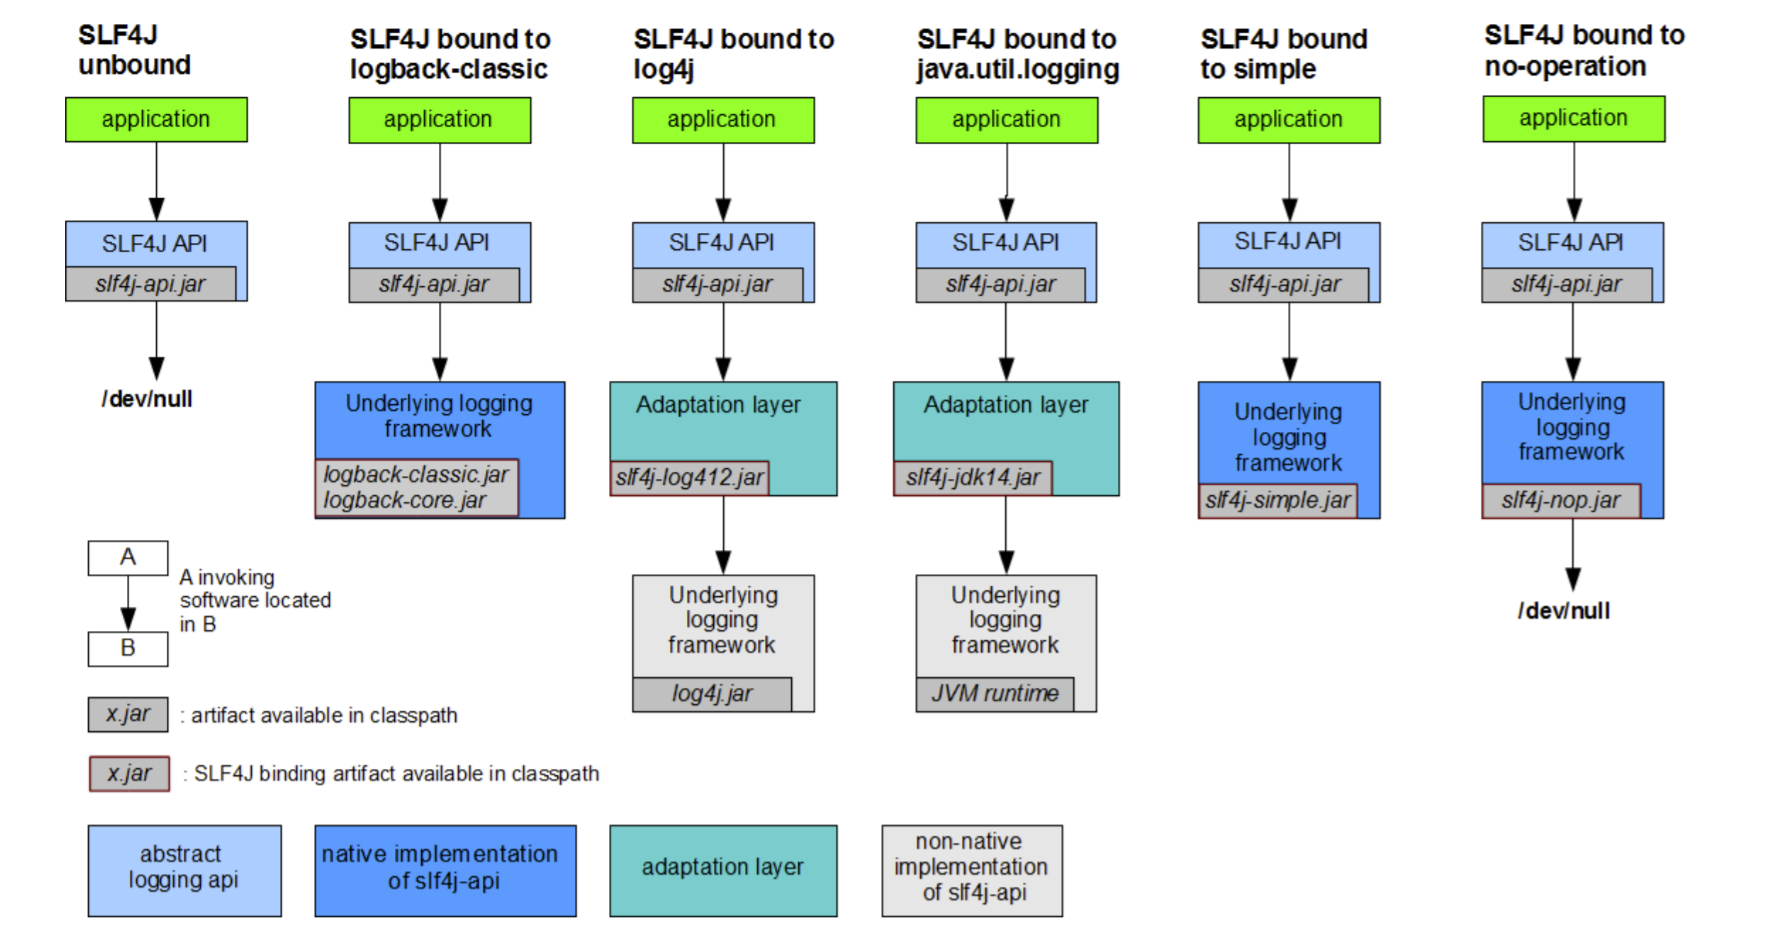 SLF4J
unbound
SLF4J bound to
logback-classic
SLF4J bound to
log4j
SLF4J bound to
java.util.logging
SLF4J bound
to simple
SLF4J bound to
no-operation
application
application
application
application
application
application
SLF4J API
slf4j-api.jar
SLF4J API
slf4j-api.jar
SLF4J API
slf4j-api.jar
SLF4J API
slf4j-api.jar
SLF4J API
slf4j-api.jar
SLF4J API
slf4j-api.jar
/dev/null
Underlying logging
framework
logback-classic.jar
logback-core.jar
Adaptation layer
slf4j-log412.jar
Adaptation layer
slf4j-jdk14.jar
Underlying
logging
framework
slf4j-simple.jar
Underlying
logging
framework
slf4j-nop.jar
A
B
A invoking
software located
in B
Underlying
logging
framework
log4j.jar
Underlying
logging
framework
JVM runtime
/dev/null
x.jar
: artifact available in classpath
x.jar
: SLF4J binding artifact available in classpath
abstract
logging api
native implementation
of slf4j-api
adaptation layer
non-native
implementation
of slf4j-api